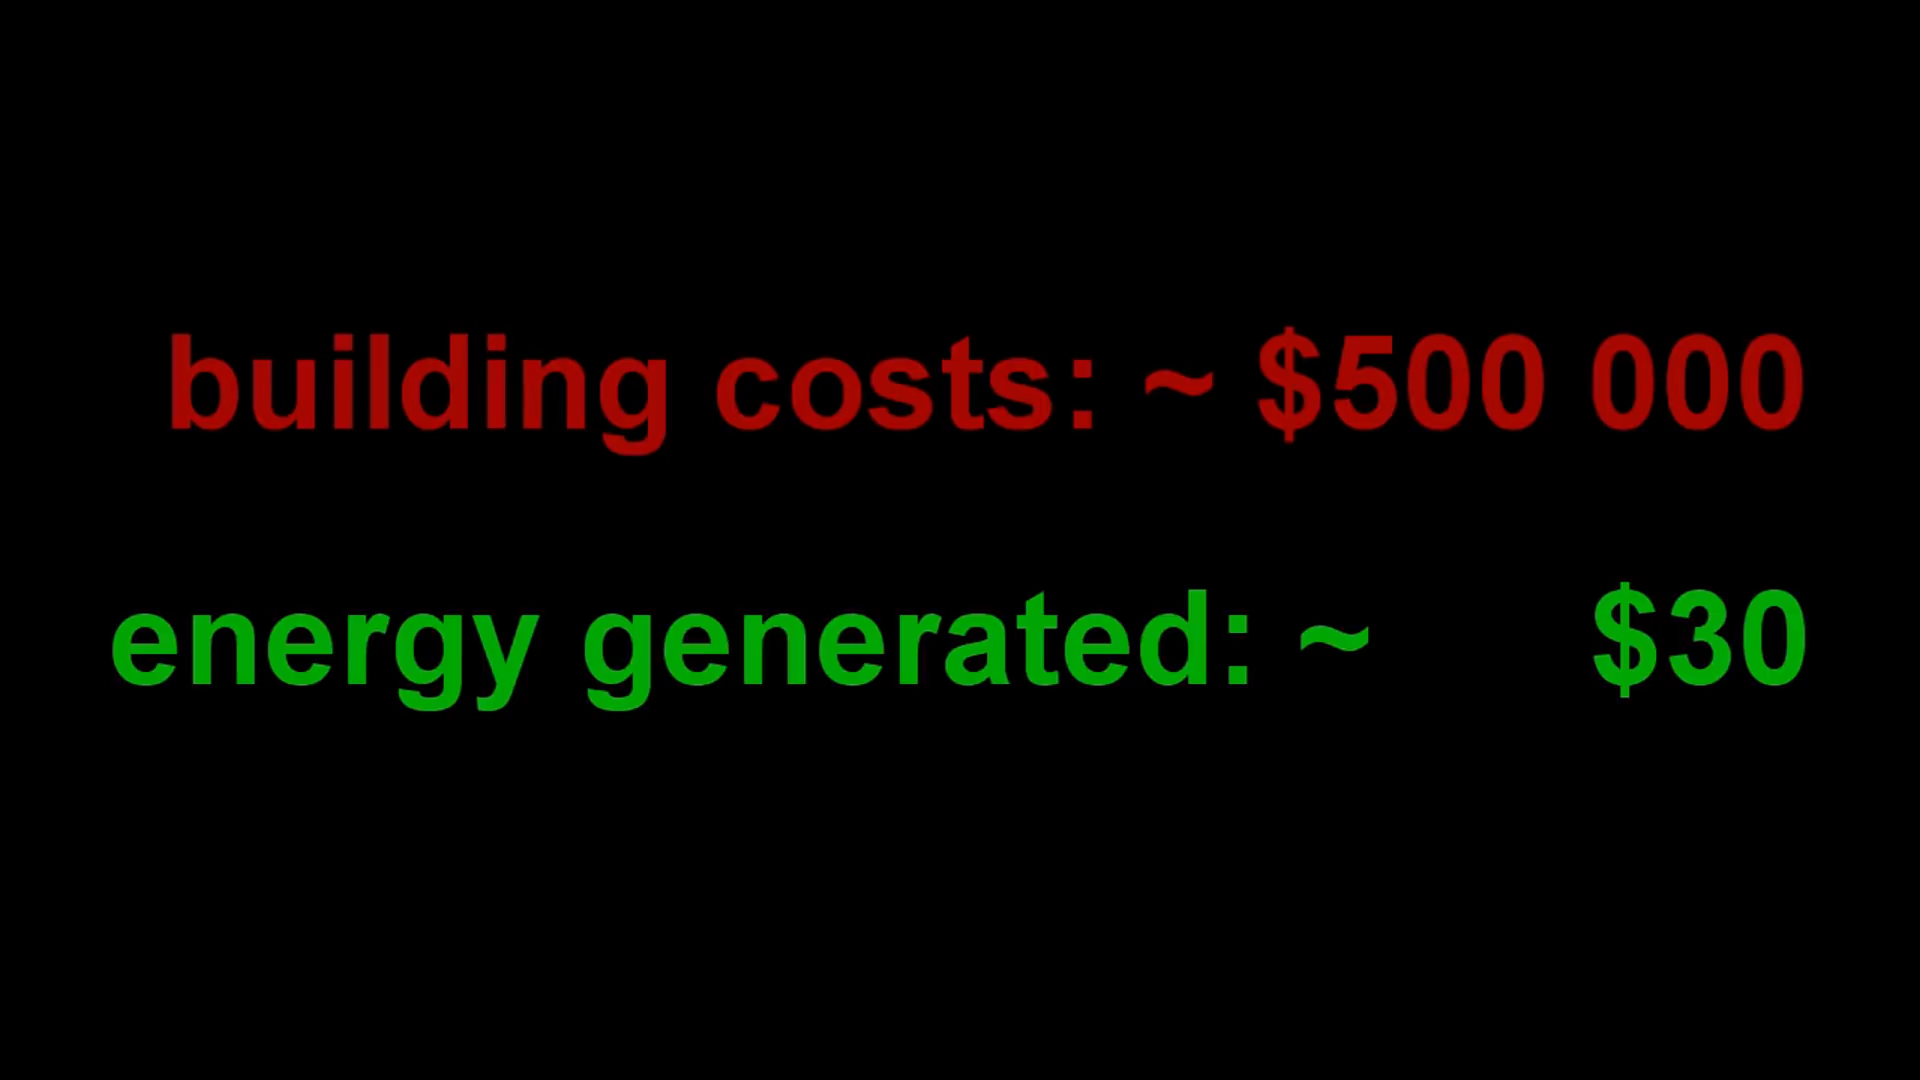 building costs: ~ $500 000
energy generated: ~ $30